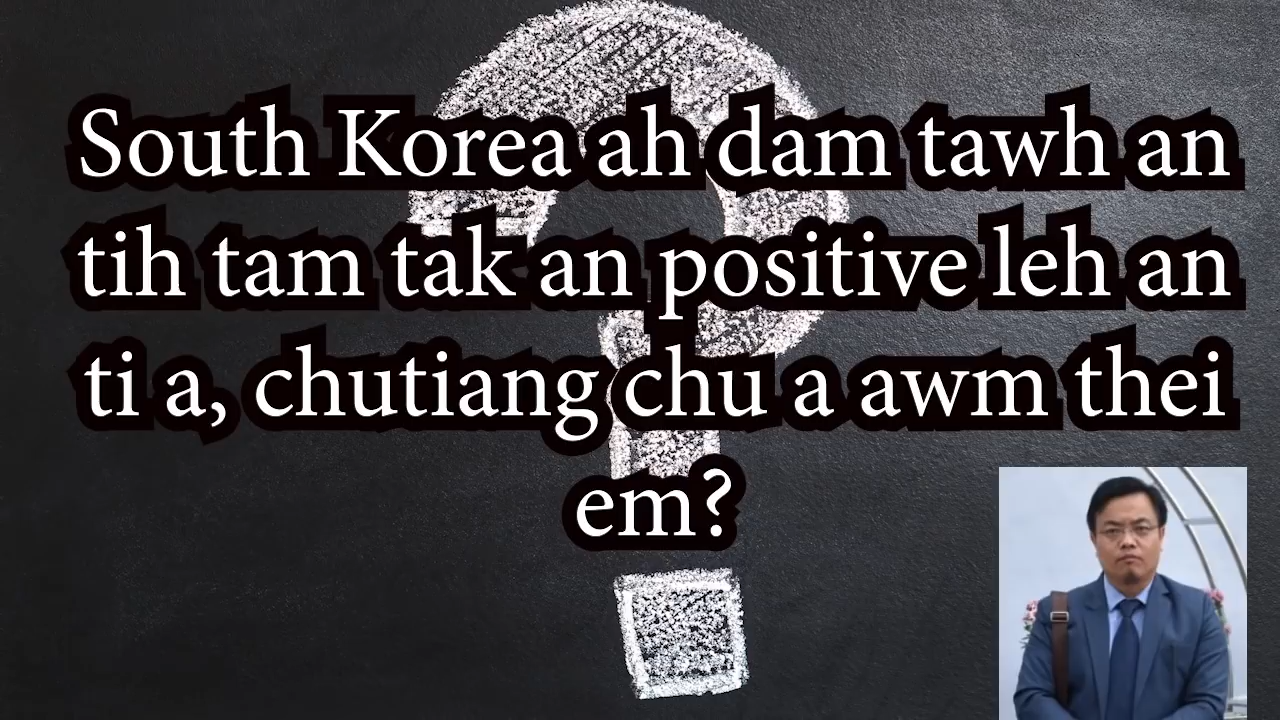 South Korea ah dam tawh an
tih tam tak an positive leh an
ti a, chutiang chu a awm thei
em?